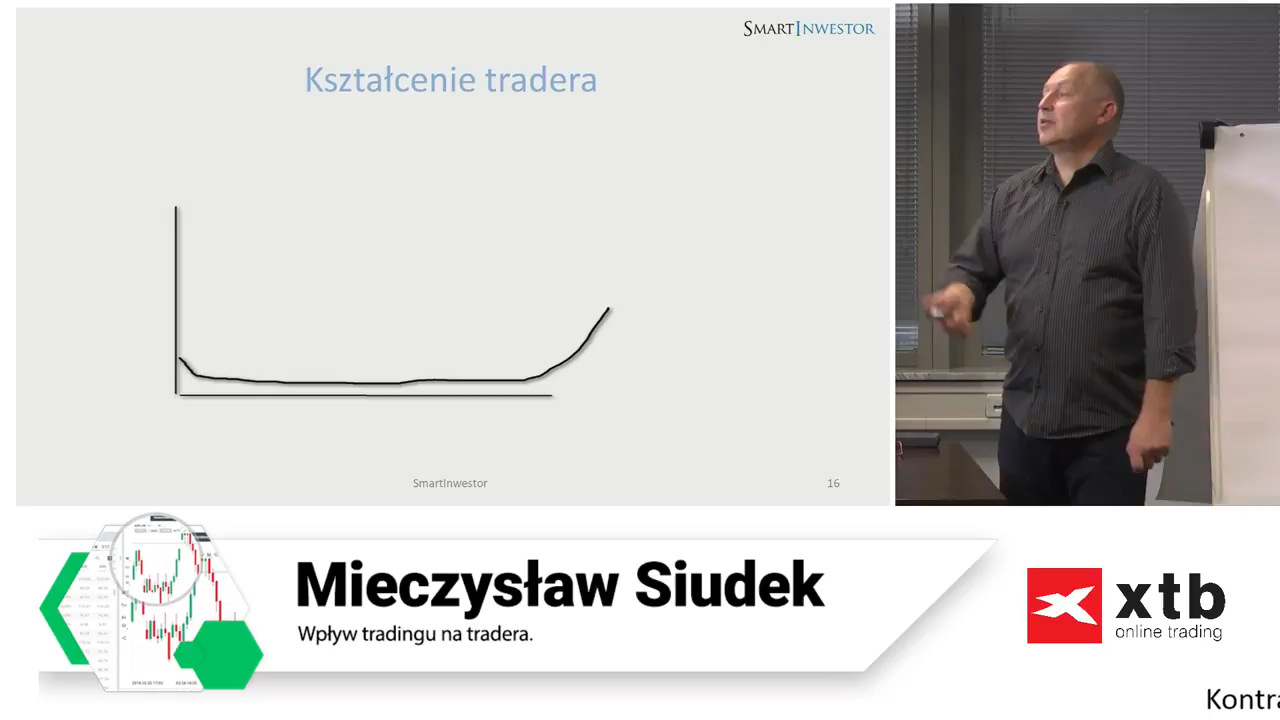 SMARTINWESTOR
Kształcenie tradera
SmartInwestor
16
Mieczysław Siudek
Wpływ tradingu na tradera.
xtb
online trading
Kontra